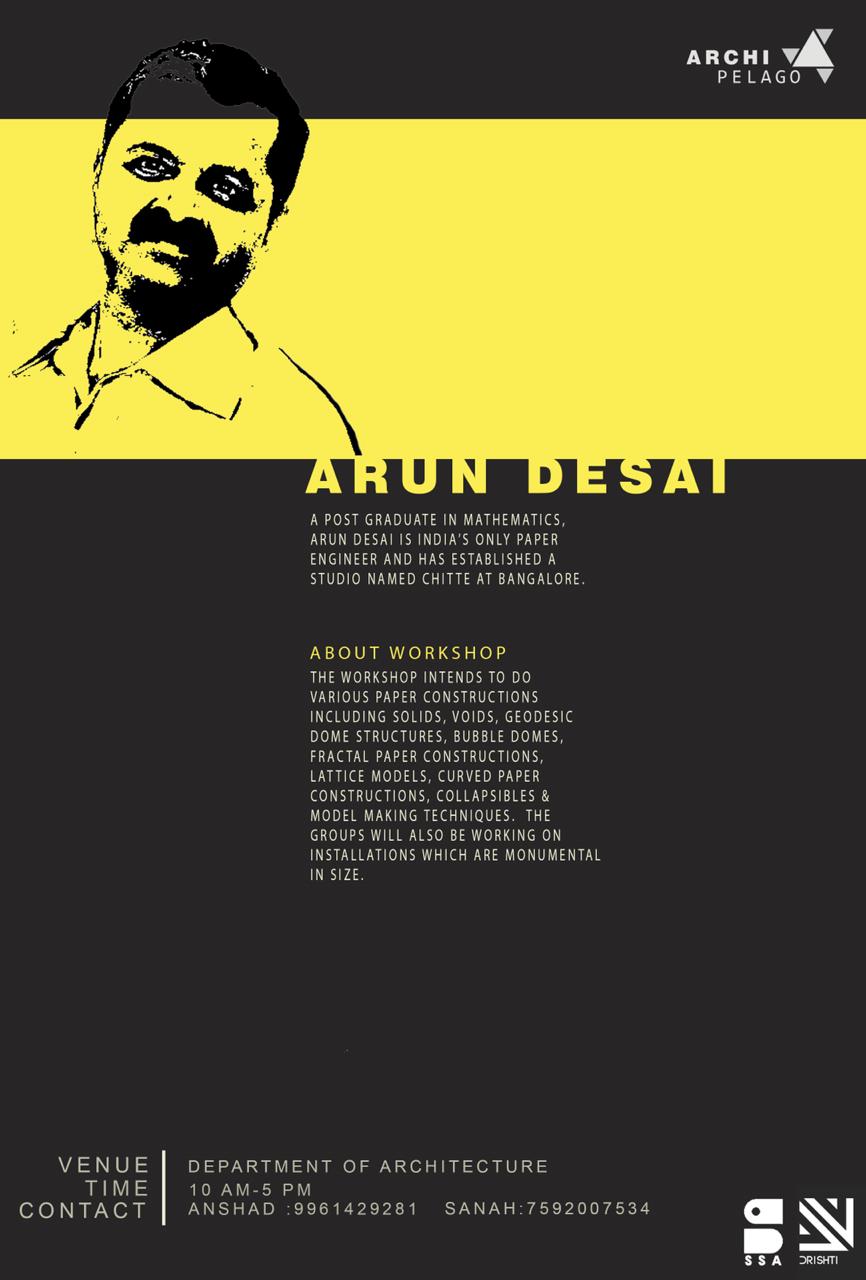 ARCHI
PELAGO
ARUN DESAI
A POST GRADUATE IN MATHEMATICS,
ARUN DESAI IS INDIA'S ONLY PAPER
ENGINEER AND HAS ESTABLISHED A
STUDIO NAMED CHITTE AT BANGALORE.
ABOUT WORKSHOP
THE WORKSHOP INTENDS TO DO
VARIOUS PAPER CONSTRUCTIONS
INCLUDING SOLIDS, VOIDS, GEODESIC
DOME STRUCTURES, BUBBLE DOMES,
FRACTAL PAPER CONSTRUCTIONS,
LATTICE MODELS, CURVED PAPER
CONSTRUCTIONS, COLLAPSIBLES &
MODEL MAKING TECHNIQUES. THE
GROUPS WILL ALSO BE WORKING ON
INSTALLATIONS WHICH ARE MONUMENTAL
IN SIZE.
VENUE DEPARTMENT OF ARCHITECTURE
TIME 10 AM-5 PM
CONTACT ANSHAD :9961429281 SANAH:7592007534
SSA
DRISHTI